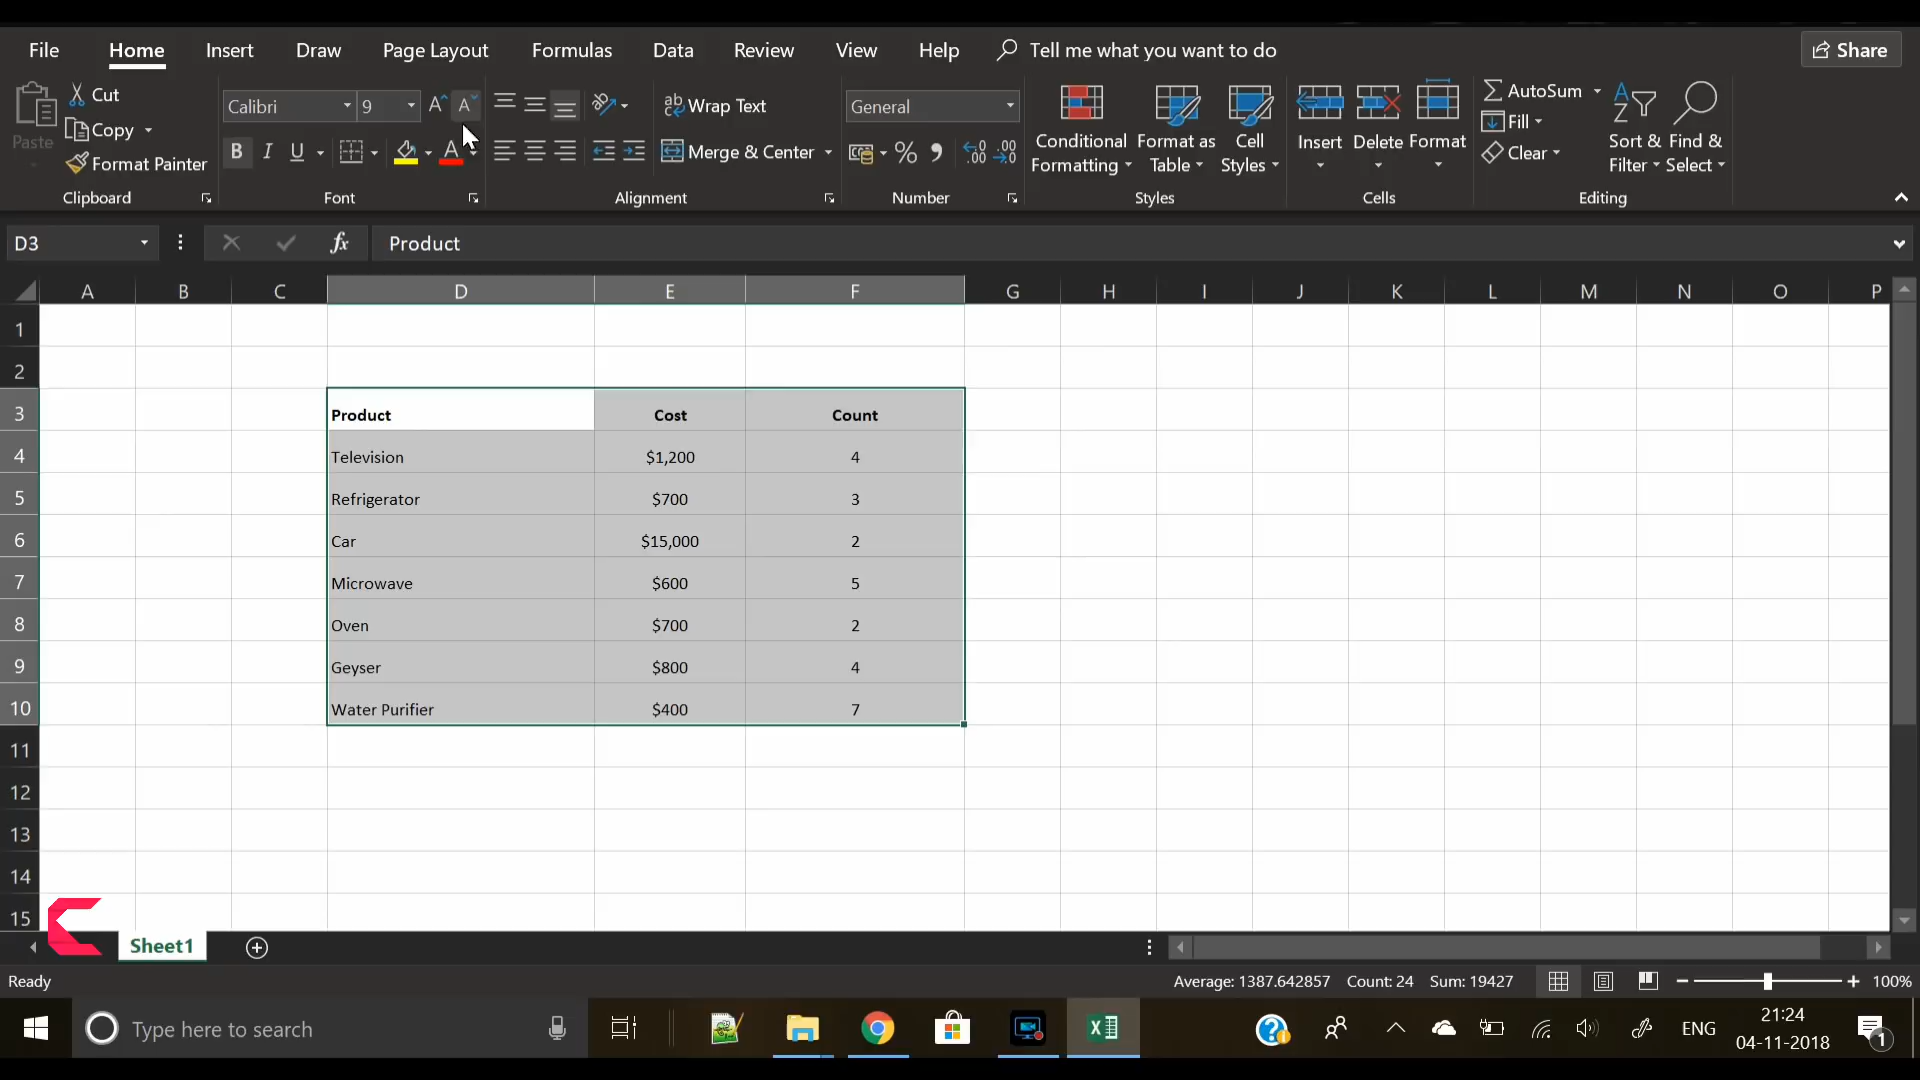 File Home Insert Draw Page Layout Formulas Data Review View Help Tell me what you want to do Share
Cut
Copy
Format Painter
Paste
Clipboard
Calibri 9
B I U
Font
Wrap Text
Merge & Center
Alignment
General
Number
Conditional Formatting
Format as Table
Cell Styles
Styles
Insert Delete Format
Cells
AutoSum
Fill
Clear
Sort & Filter
Find & Select
Editing
D3 fx Product
A B C D E F G H I J K L M N O P
1
2
3 Product Cost Count
4 Television $1,200 4
5 Refrigerator $700 3
6 Car $15,000 2
7 Microwave $600 5
8 Oven $700 2
9 Geyser $800 4
10 Water Purifier $400 7
11
12
13
14
15
Sheet1
Ready Average: 1387.642857 Count: 24 Sum: 19427 100%
Type here to search ENG 21:24
04-11-2018 1